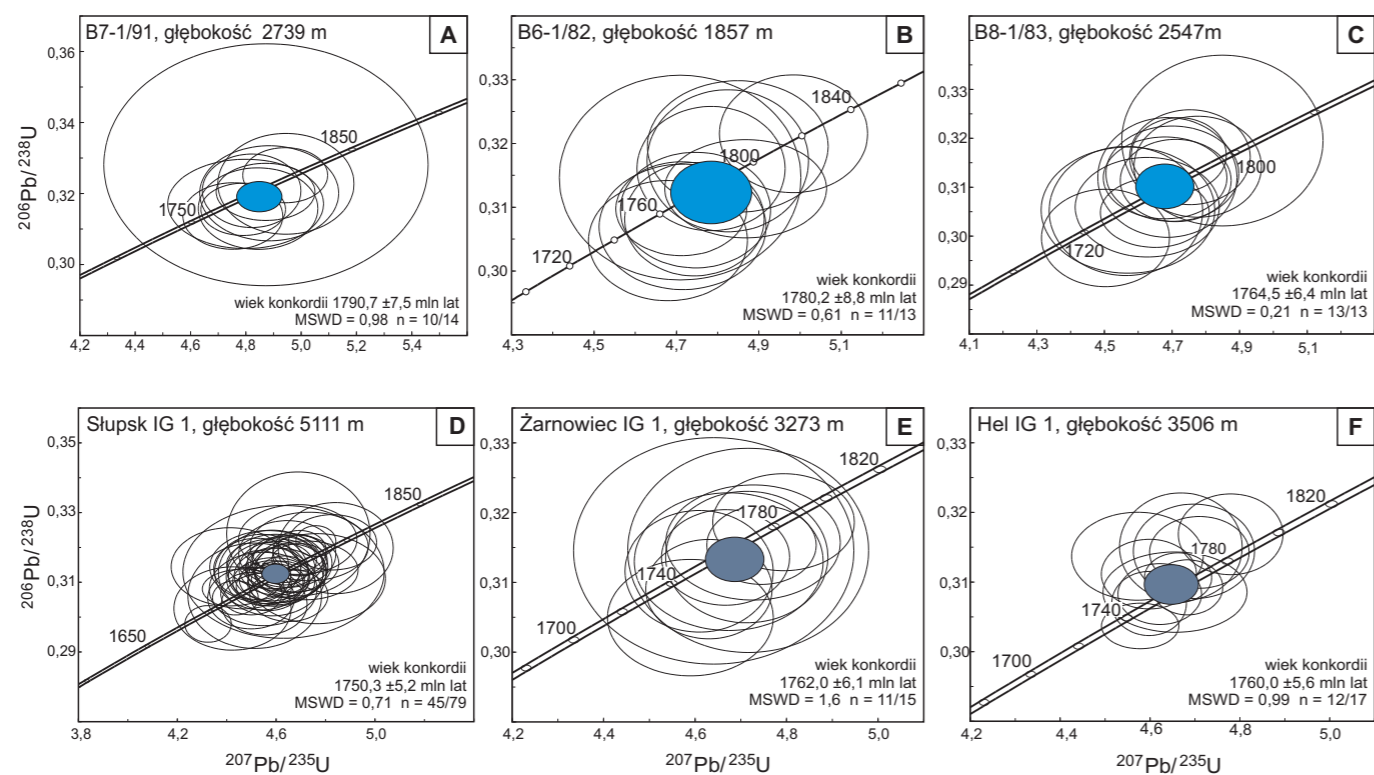 B7-1/91, głębokość 2739 m
A
0,36
0,34
0,32
0,30
206Pb/238U
1850
1750
wiek konkordii 1790,7 ±7,5 mln lat
MSWD = 0,98 n = 10/14
4,2 4,4 4,6 4,8 5,0 5,2 5,4
B6-1/82, głębokość 1857 m
B
0,33
0,32
0,31
0,30
1840
1800
1760
1720
wiek konkordii
1780,2 ±8,8 mln lat
MSWD = 0,61 n = 11/13
4,3 4,5 4,7 4,9 5,1
B8-1/83, głębokość 2547m
C
0,33
0,32
0,31
0,30
0,29
1800
1720
wiek konkordii
1764,5 ±6,4 mln lat
MSWD = 0,21 n = 13/13
4,1 4,3 4,5 4,7 4,9 5,1
Słupsk IG 1, głębokość 5111 m
D
0,35
0,33
0,31
0,29
206Pb/238U
1850
1650
wiek konkordii
1750,3 ±5,2 mln lat
MSWD = 0,71 n = 45/79
3,8 4,2 4,6 5,0
207Pb/235U
Żarnowiec IG 1, głębokość 3273 m
E
0,33
0,32
0,31
0,30
1820
1780
1740
1700
wiek konkordii
1762,0 ±6,1 mln lat
MSWD = 1,6 n = 11/15
4,2 4,4 4,6 4,8 5,0
207Pb/235U
Hel IG 1, głębokość 3506 m
F
0,33
0,32
0,31
0,30
1820
1780
1740
1700
wiek konkordii
1760,0 ±5,6 mln lat
MSWD = 0,99 n = 12/17
4,2 4,4 4,6 4,8 5,0
207Pb/235U